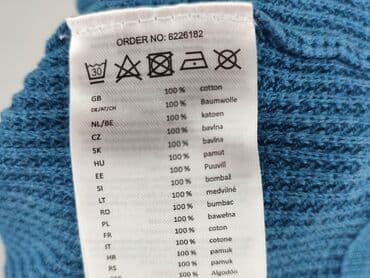 ORDER NO: 8226182
30
GB 100 % cotton
DE/AT/CH 100 % Baumwolle
NL/BE 100 % katoen
CZ 100 % bavlna
SK 100 % bavlna
HU 100 % pamut
EE 100 % Puuvill
SI 100 % bombaž
LT 100 % medvilnė
RO 100 % bumbac
PL 100 % bawełna
FR 100 % coton
IT 100 % cotone
HR 100 % pamuk
RS 100 % pamuk
100 % Algodón